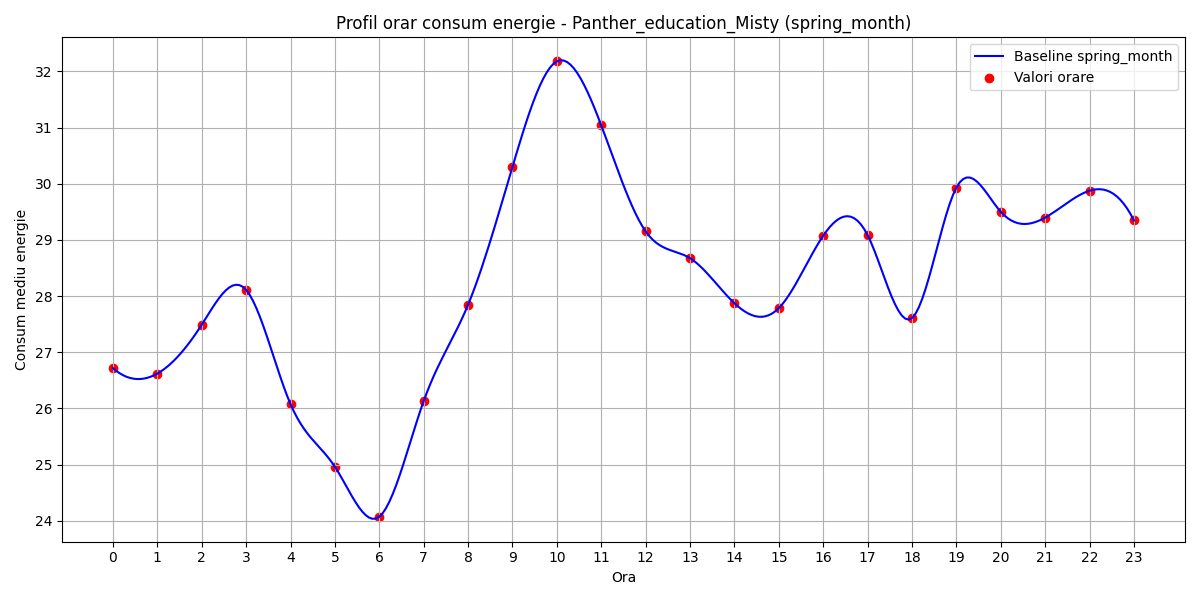 Profil orar consum energie - Panther_education_Misty (spring_month)
Baseline spring_month
Valori orare
Consum mediu energie
32
31
30
29
28
27
26
25
24
0 1 2 3 4 5 6 7 8 9 10 11 12 13 14 15 16 17 18 19 20 21 22 23
Ora